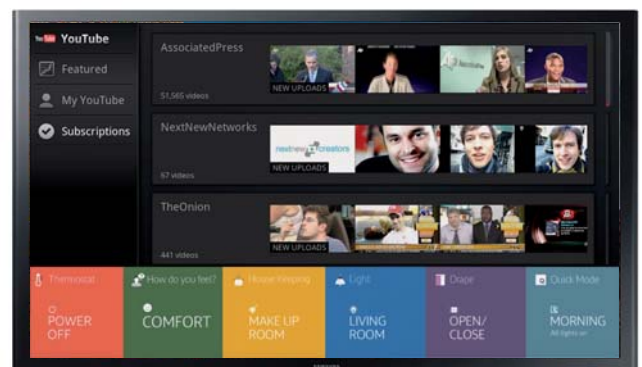 YouTube
Featured
My YouTube
Subscriptions
AssociatedPress
NEW UPLOADS
51,565 videos
NextNewNetworks
nextnew creators
NEW UPLOADS
67 videos
TheOnion
NEW UPLOADS
441 videos
Thermostat
POWER
OFF
How do you feel?
COMFORT
House Keeping
MAKE UP
ROOM
Light
LIVING
ROOM
Drape
OPEN/
CLOSE
Quick Mode
MORNING
All lights on
SAMSUNG